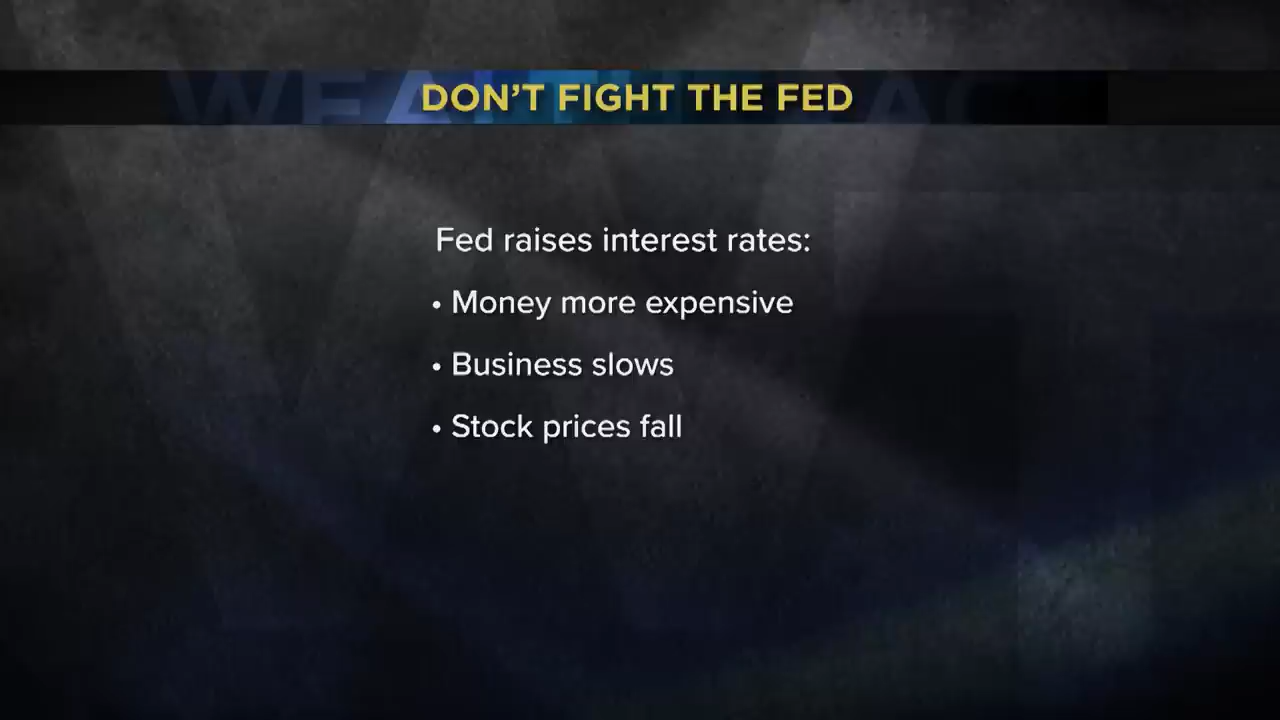 DON'T FIGHT THE FED
Fed raises interest rates:
• Money more expensive
• Business slows
• Stock prices fall